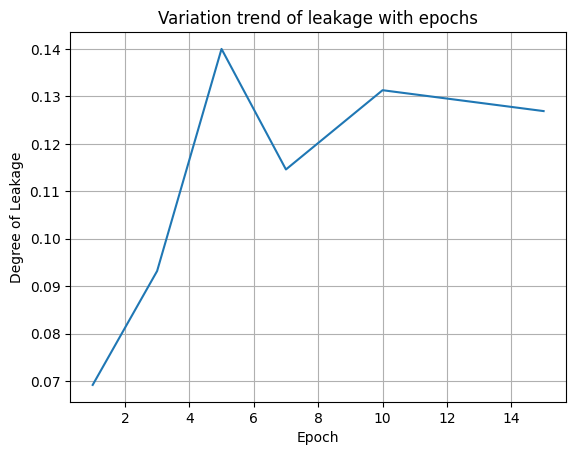 Variation trend of leakage with epochs
Degree of Leakage
0.14
0.13
0.12
0.11
0.10
0.09
0.08
0.07
2 4 6 8 10 12 14
Epoch